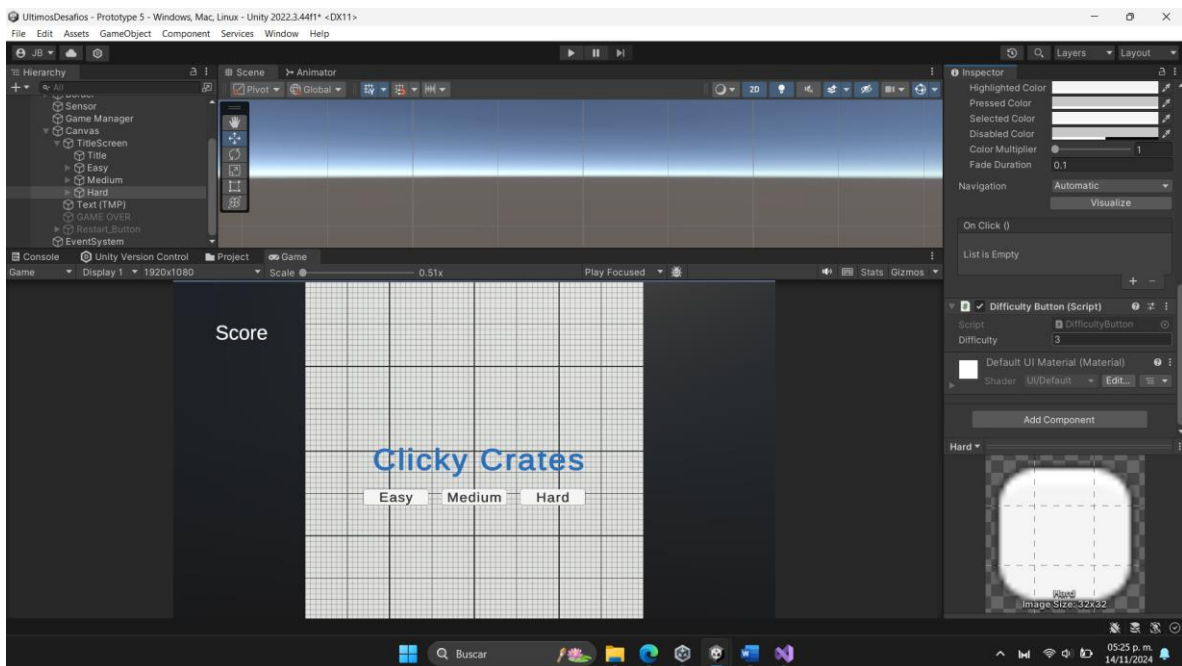 UltimosDesafios - Prototype 5 - Windows, Mac, Linux - Unity 2022.3.44f1* <DX11>
File Edit Assets GameObject Component Services Window Help
JB
Layers Layout
Hierarchy
All
Sensor
Game Manager
Canvas
TitleScreen
Title
Easy
Medium
Hard
Text (TMP)
GAME OVER
Restart_Button
EventSystem
Scene Animator
Pivot Global
2D
Console Unity Version Control Project Game
Game Display 1 1920x1080 Scale 0.51x Play Focused Stats Gizmos
Score
Clicky Crates
Easy Medium Hard
Inspector
Highlighted Color
Pressed Color
Selected Color
Disabled Color
Color Multiplier 1
Fade Duration 0.1
Navigation Automatic
Visualize
On Click ()
List is Empty
Difficulty Button (Script)
Script DifficultyButton
Difficulty 3
Default UI Material (Material)
Shader UI/Default Edit...
Add Component
Hard
Hard
Image Size: 32x32
Buscar
05:25 p. m.
14/11/2024